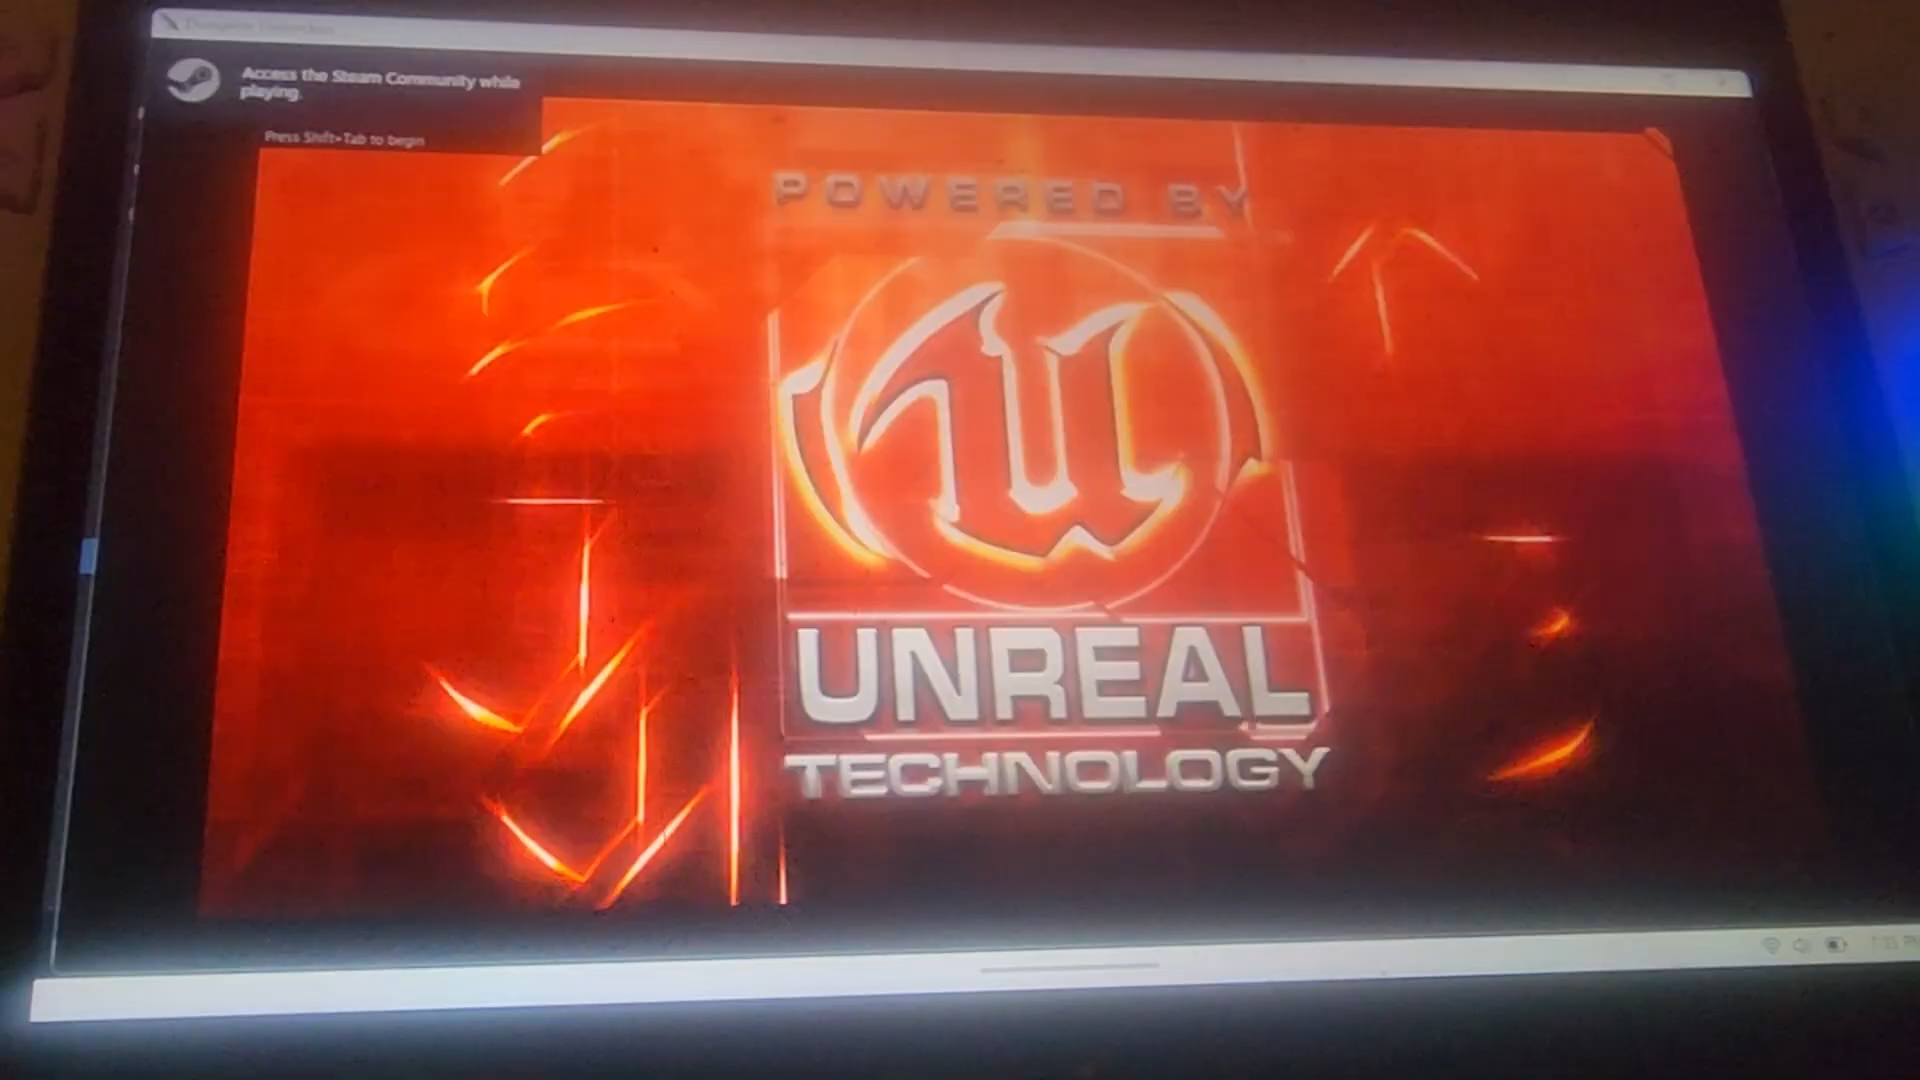 Access the Steam Community while
playing.
Press Shift+Tab to begin
POWERED BY
UNREAL
TECHNOLOGY